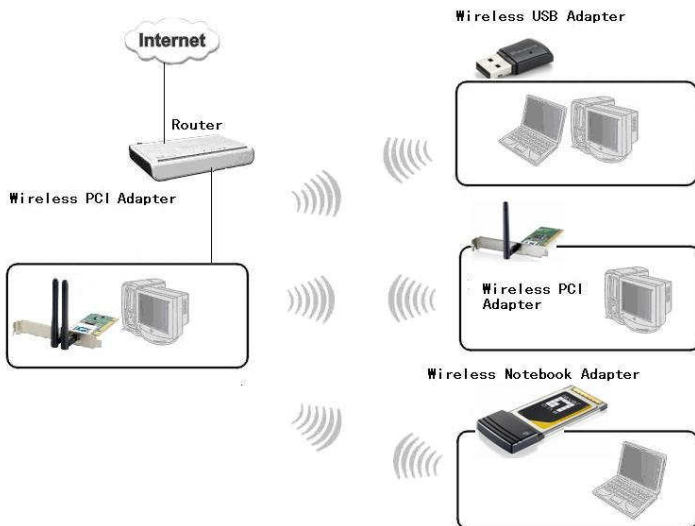 Internet
Router
Wireless PCI Adapter
Wireless USB Adapter
Wireless PCI
Adapter
Wireless Notebook Adapter